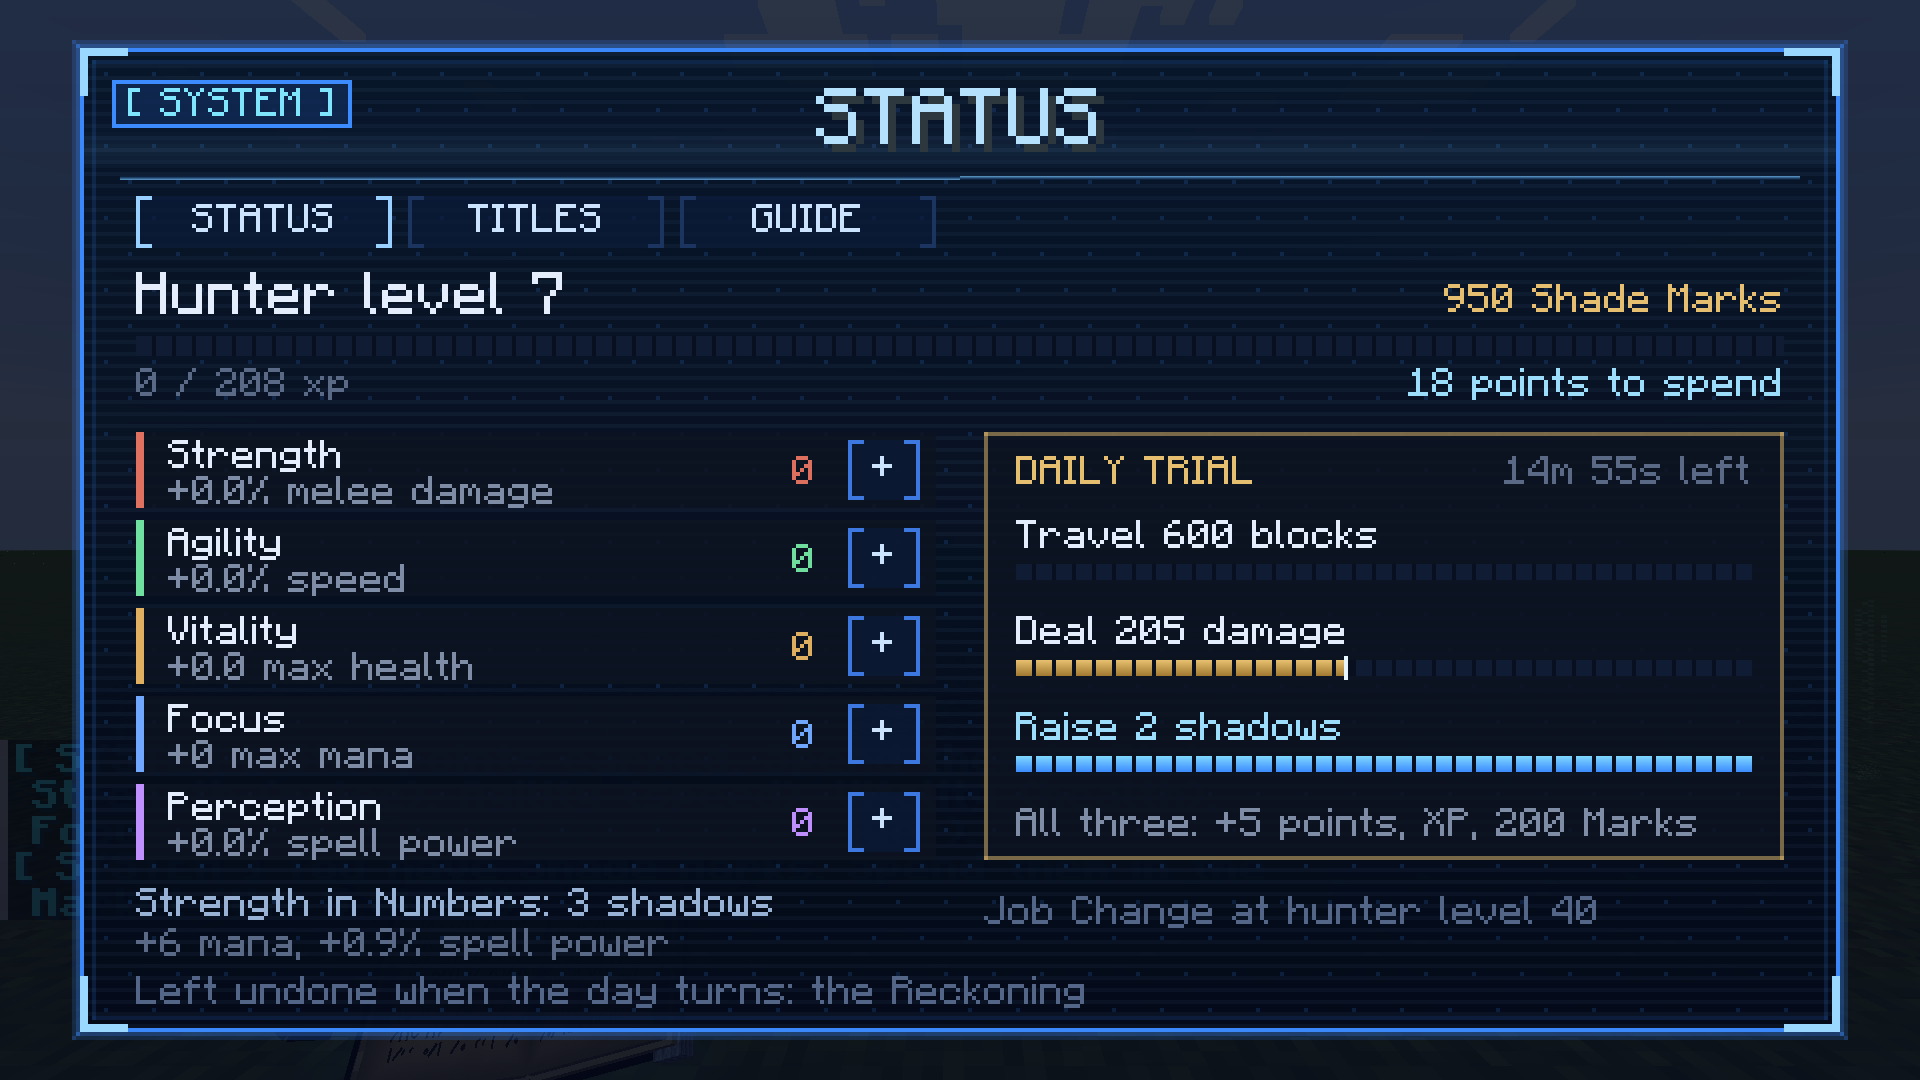 [ SYSTEM ]
STATUS
STATUS
TITLES
GUIDE
Hunter level 7
950 Shade Marks
0 / 208 xp
18 points to spend
Strength
+0.0% melee damage
0
+
Agility
+0.0% speed
0
+
Vitality
+0.0 max health
0
+
Focus
+0 max mana
0
+
Perception
+0.0% spell power
0
+
DAILY TRIAL
14m 55s left
Travel 600 blocks
Deal 205 damage
Raise 2 shadows
All three: +5 points, XP, 200 Marks
Strength in Numbers: 3 shadows
+6 mana, +0.9% spell power
Job Change at hunter level 40
Left undone when the day turns: the Reckoning